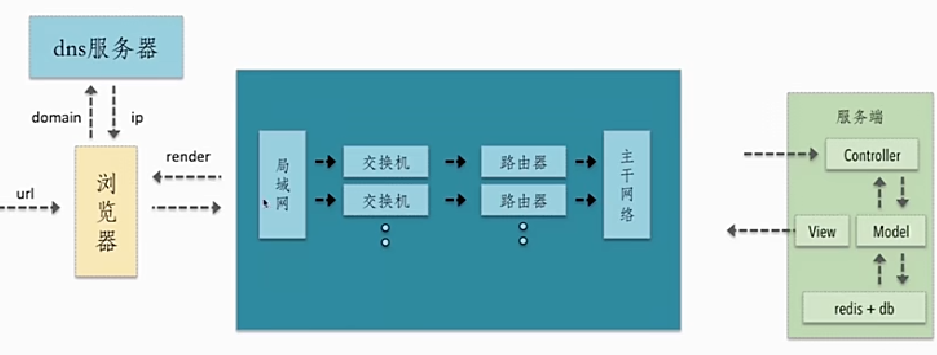 dns服务器
domain
ip
url
浏览器
render
局域网
交换机
路由器
交换机
路由器
主干网络
服务端
Controller
View
Model
redis + db